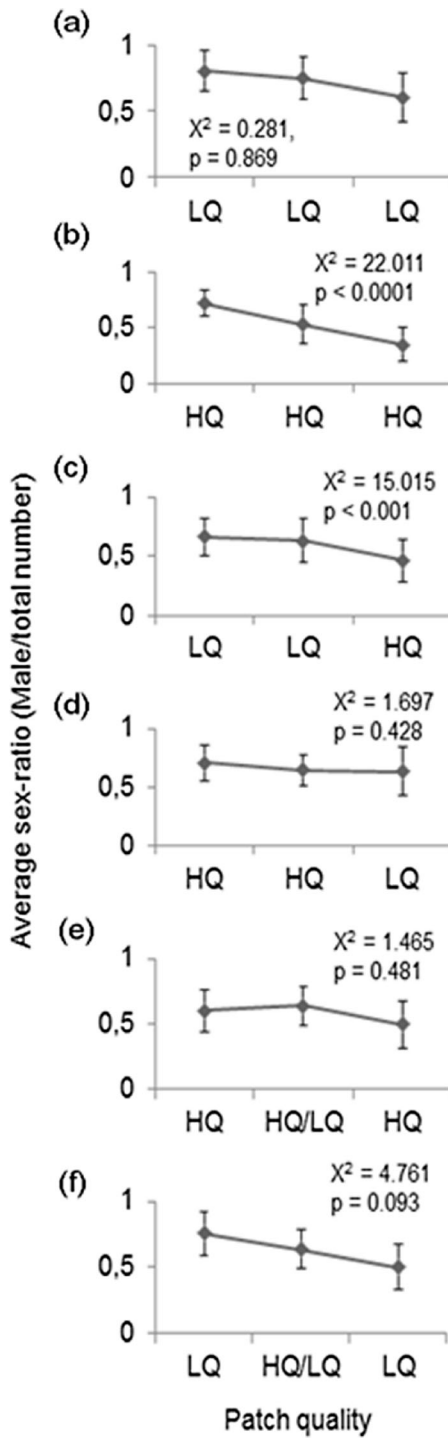 (a)
1
0,5
0
X² = 0.281,
p = 0.869
LQ LQ LQ
(b)
1
0,5
0
X² = 22.011
p < 0.0001
HQ HQ HQ
(c)
1
0,5
0
X² = 15.015
p < 0.001
LQ LQ HQ
(d)
1
0,5
0
X² = 1.697
p = 0.428
HQ HQ LQ
(e)
1
0,5
0
X² = 1.465
p = 0.481
HQ HQ/LQ HQ
(f)
1
0,5
0
X² = 4.761
p = 0.093
LQ HQ/LQ LQ
Patch quality
Average sex-ratio (Male/total number)